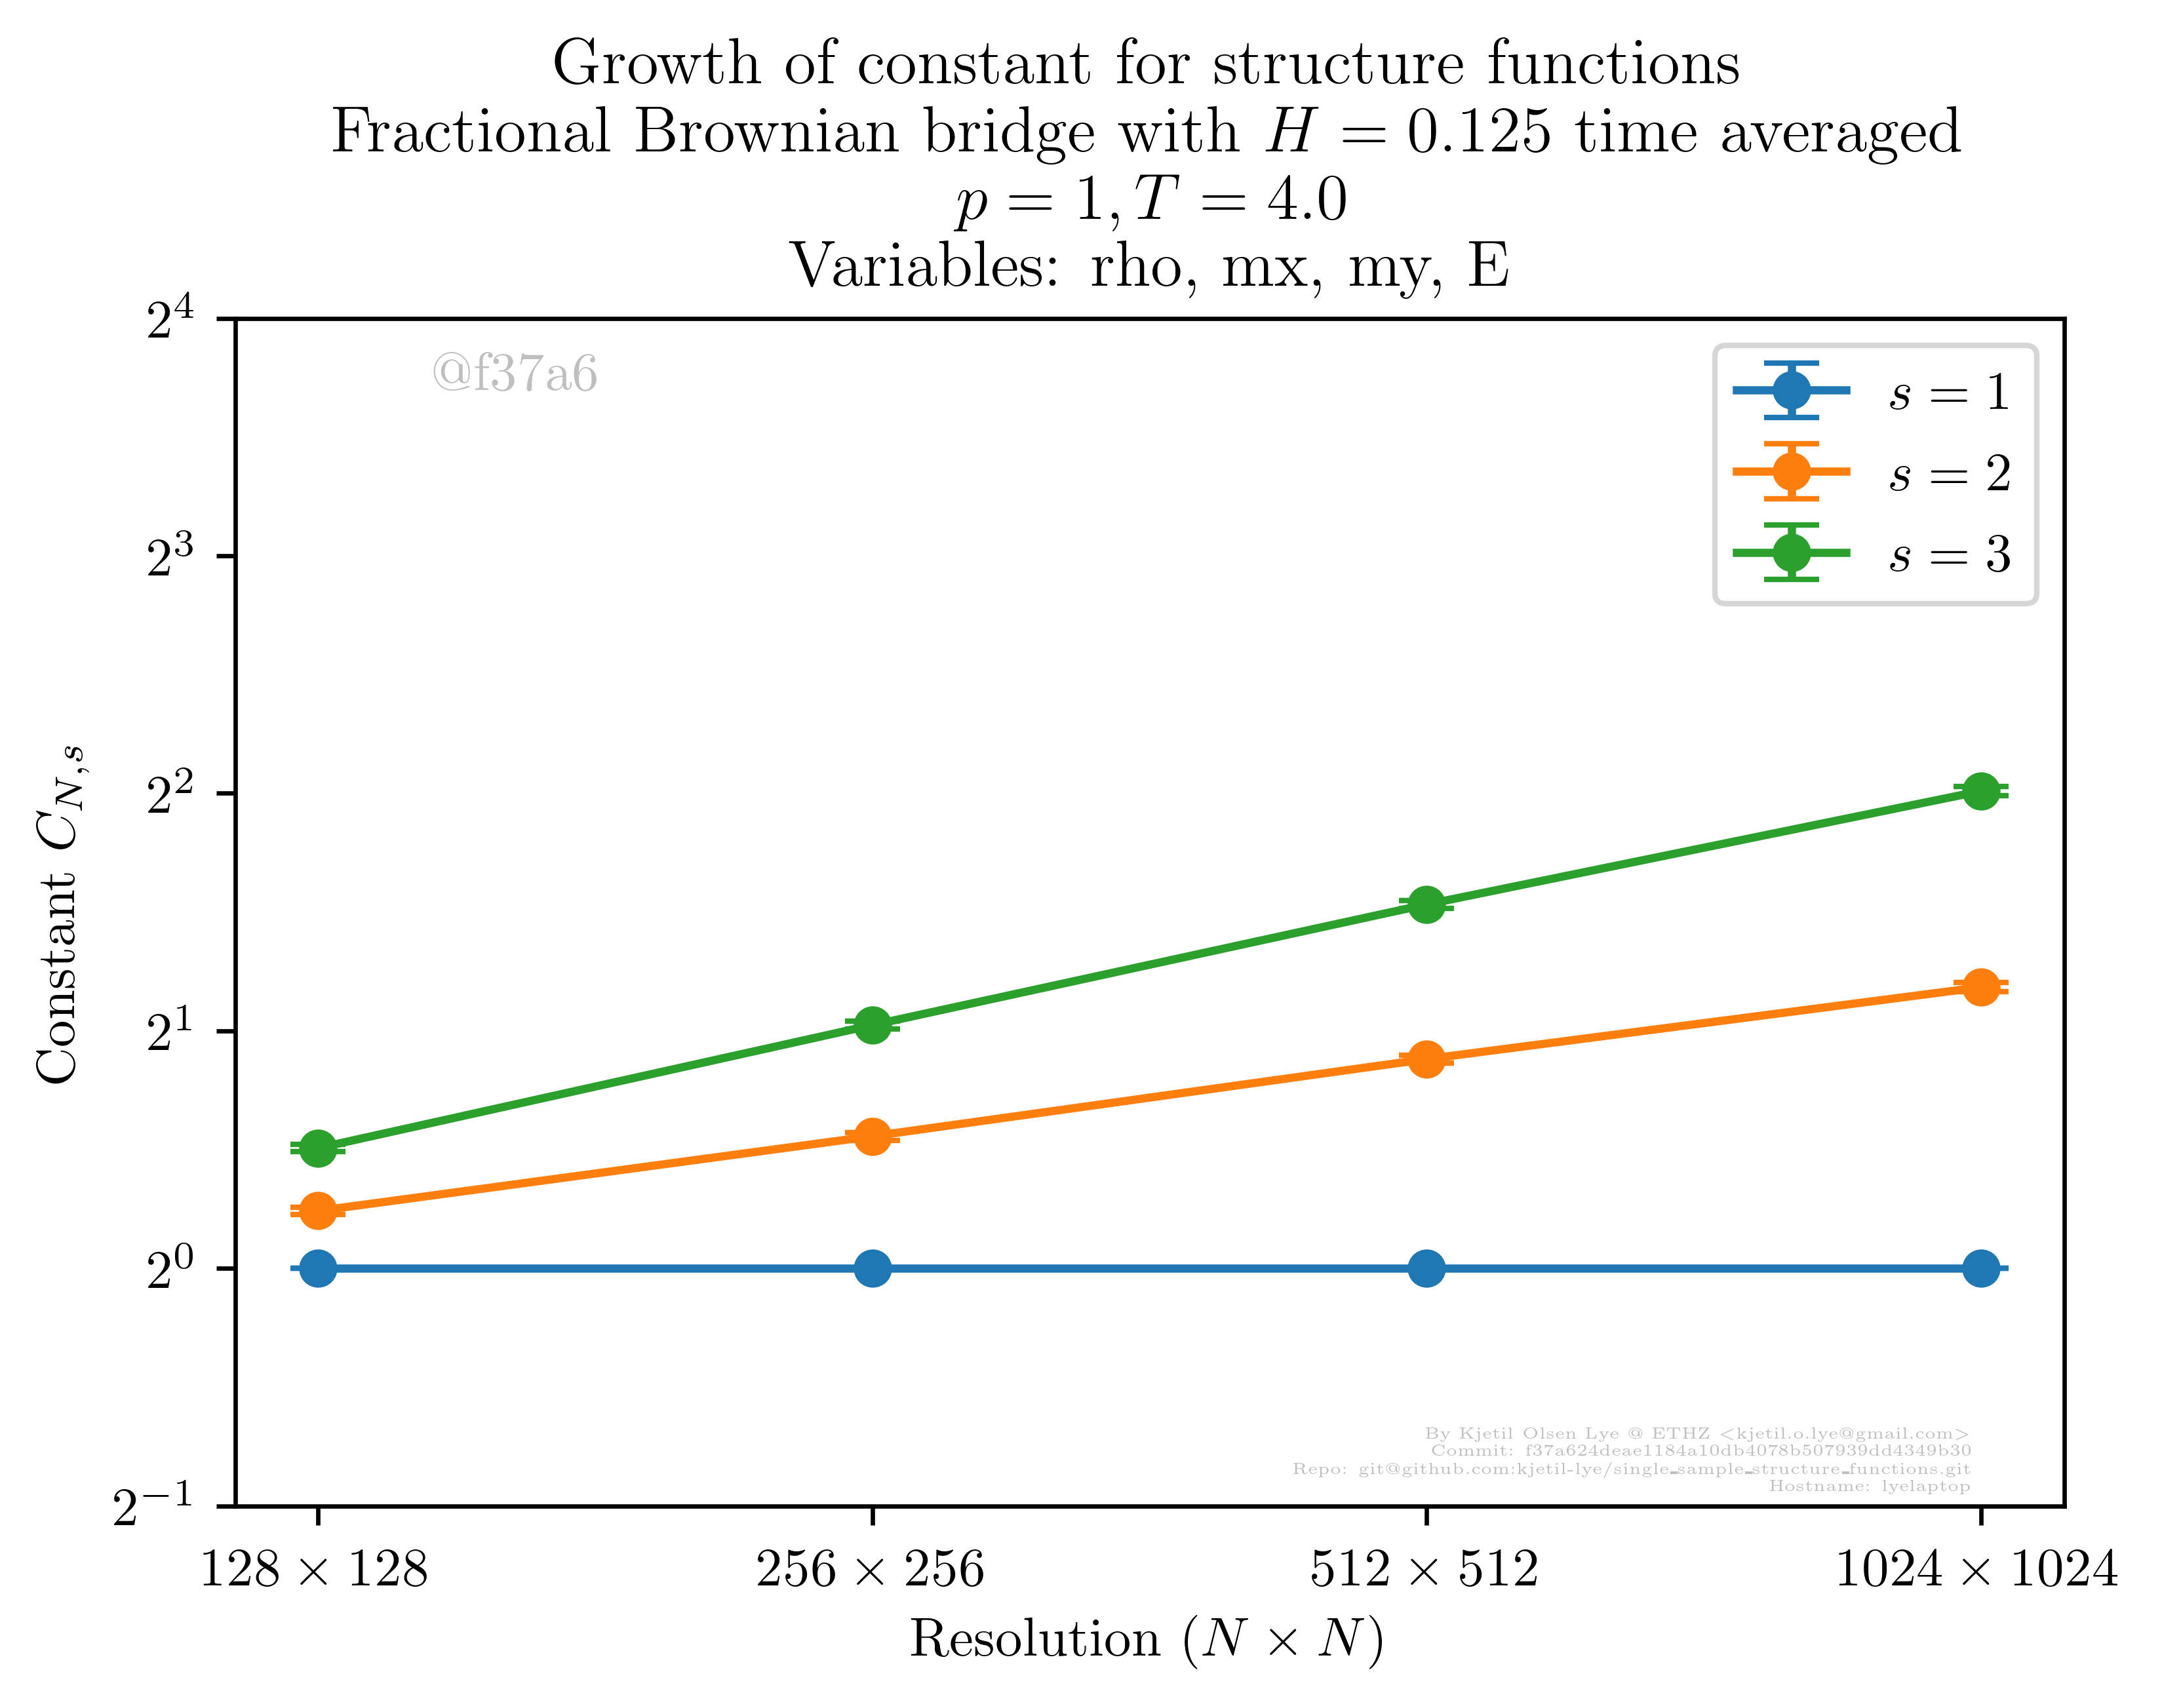 Growth of constant for structure functions
Fractional Brownian bridge with H = 0.125 time averaged
p = 1, T = 4.0
Variables: rho, mx, my, E
@f37a6
s = 1
s = 2
s = 3
2^4
2^3
2^2
2^1
2^0
2^{-1}
Constant C_{N,s}
128 × 128
256 × 256
512 × 512
1024 × 1024
Resolution (N × N)
By Kjetil Olsen Lye @ ETHZ <kjetil.o.lye@gmail.com>
Commit: f37a624deae1184a10db4078b507939dd4349b30
Repo: git@github.com:kjetil-lye/single_sample_structure_functions.git
Hostname: lyelaptop